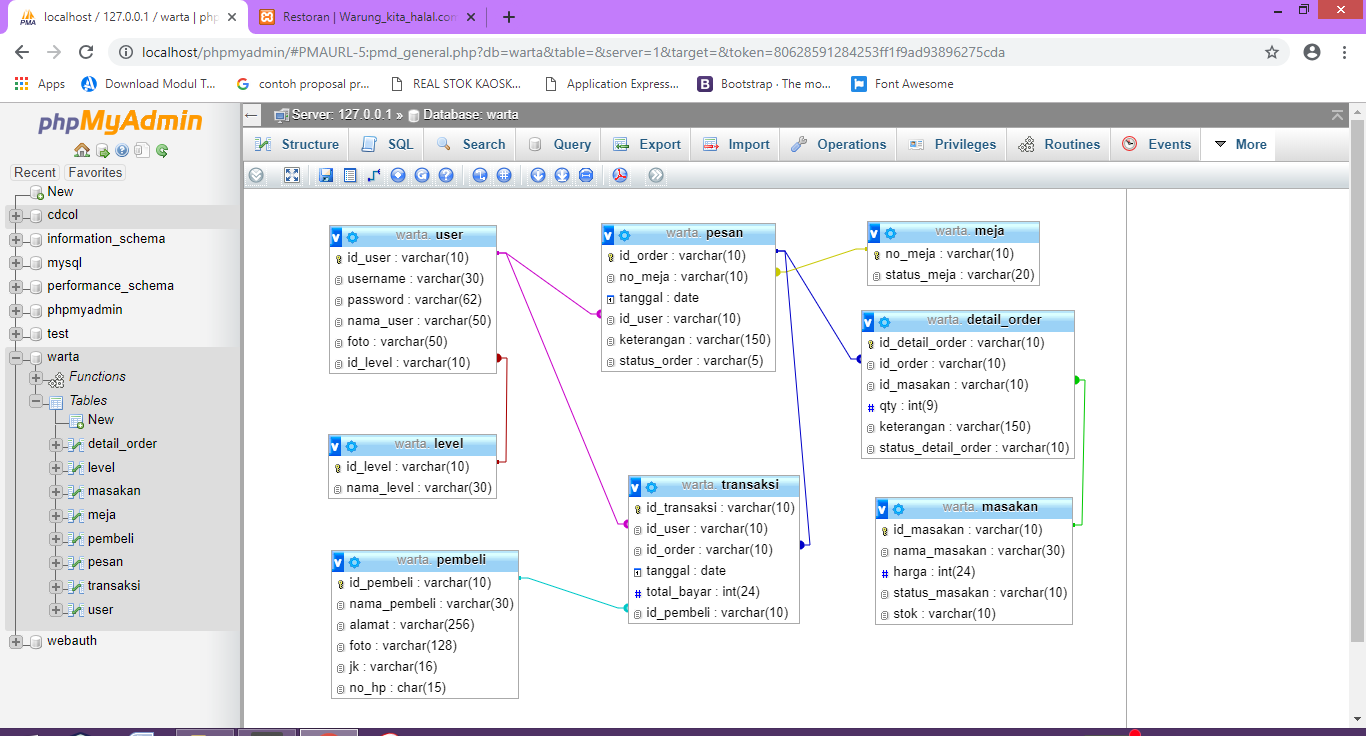 localhost / 127.0.0.1 / warta | php
Restoran | Warung_kita_halal.con
localhost/phpmyadmin/#PMAURL-5:pmd_general.php?db=warta&table=&server=1&target=&token=80628591284253ff1f9ad93896275cda
Apps
Download Modul T...
contoh proposal pr...
REAL STOK KAOSK...
Application Express...
Bootstrap · The mo...
Font Awesome
phpMyAdmin
Recent
Favorites
New
cdcol
information_schema
mysql
performance_schema
phpmyadmin
test
warta
Functions
Tables
New
detail_order
level
masakan
meja
pembeli
pesan
transaksi
user
webauth
Server: 127.0.0.1 » Database: warta
Structure
SQL
Search
Query
Export
Import
Operations
Privileges
Routines
Events
More
warta. user
id_user : varchar(10)
username : varchar(30)
password : varchar(62)
nama_user : varchar(50)
foto : varchar(50)
id_level : varchar(10)
warta. level
id_level : varchar(10)
nama_level : varchar(30)
warta. pembeli
id_pembeli : varchar(10)
nama_pembeli : varchar(30)
alamat : varchar(256)
foto : varchar(128)
jk : varchar(16)
no_hp : char(15)
warta. pesan
id_order : varchar(10)
no_meja : varchar(10)
tanggal : date
id_user : varchar(10)
keterangan : varchar(150)
status_order : varchar(5)
warta. transaksi
id_transaksi : varchar(10)
id_user : varchar(10)
id_order : varchar(10)
tanggal : date
total_bayar : int(24)
id_pembeli : varchar(10)
warta. meja
no_meja : varchar(10)
status_meja : varchar(20)
warta. detail_order
id_detail_order : varchar(10)
id_order : varchar(10)
id_masakan : varchar(10)
qty : int(9)
keterangan : varchar(150)
status_detail_order : varchar(10)
warta. masakan
id_masakan : varchar(10)
nama_masakan : varchar(30)
harga : int(24)
status_masakan : varchar(10)
stok : varchar(10)